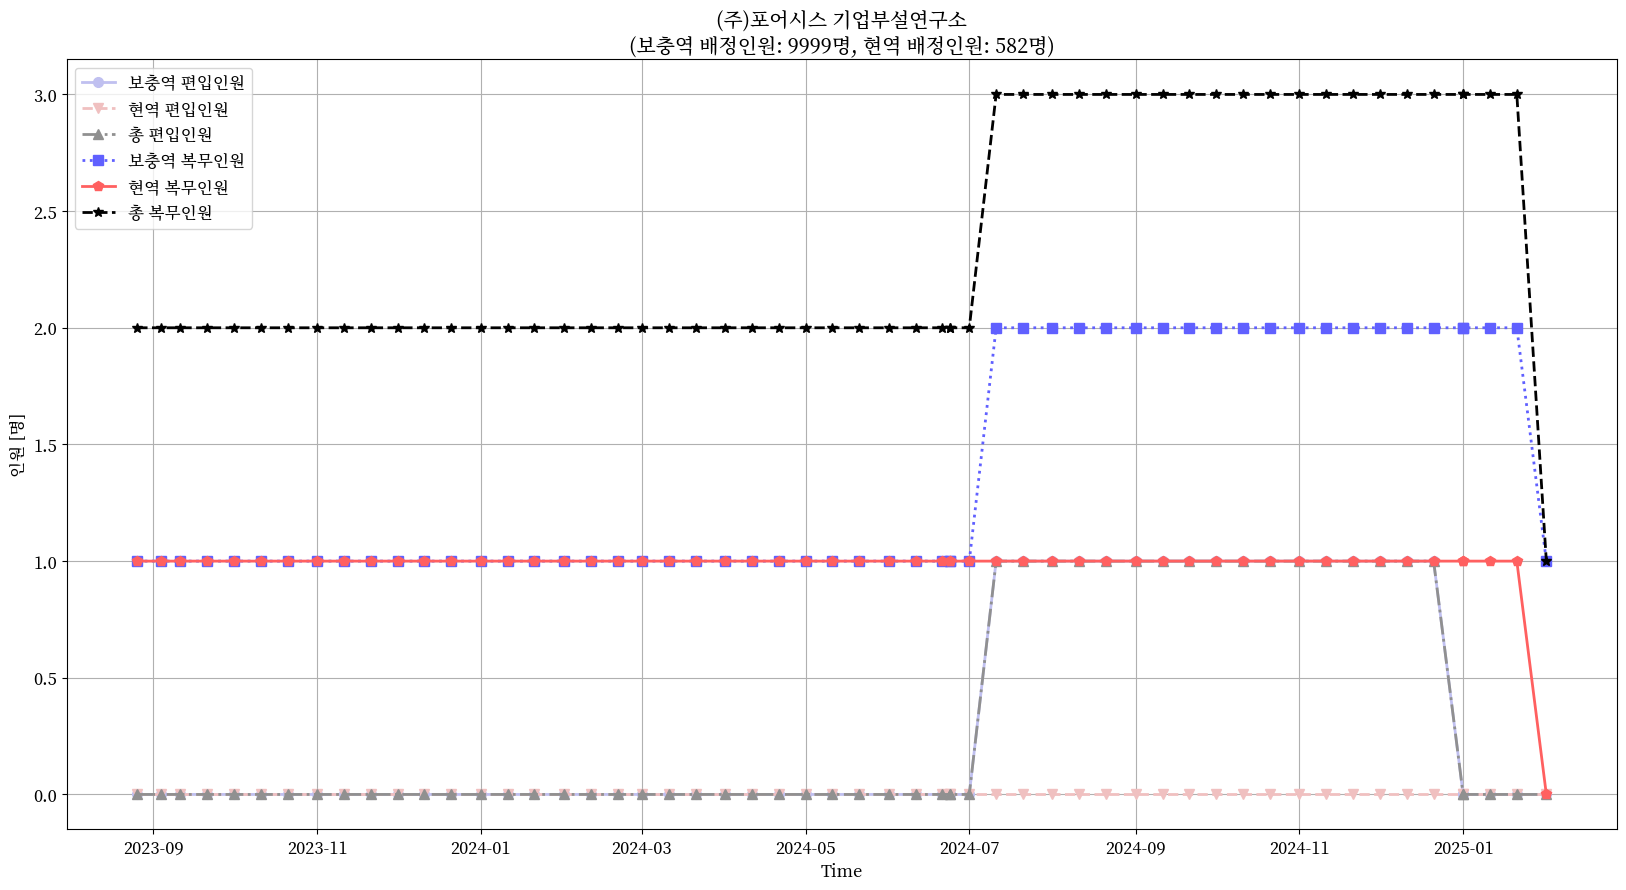 (주)포어시스 기업부설연구소
(보충역 배정인원: 9999명, 현역 배정인원: 582명)
보충역 편입인원
현역 편입인원
총 편입인원
보충역 복무인원
현역 복무인원
총 복무인원
3.0
2.5
2.0
1.5
1.0
0.5
0.0
인원 [명]
2023-09
2023-11
2024-01
2024-03
2024-05
2024-07
2024-09
2024-11
2025-01
Time